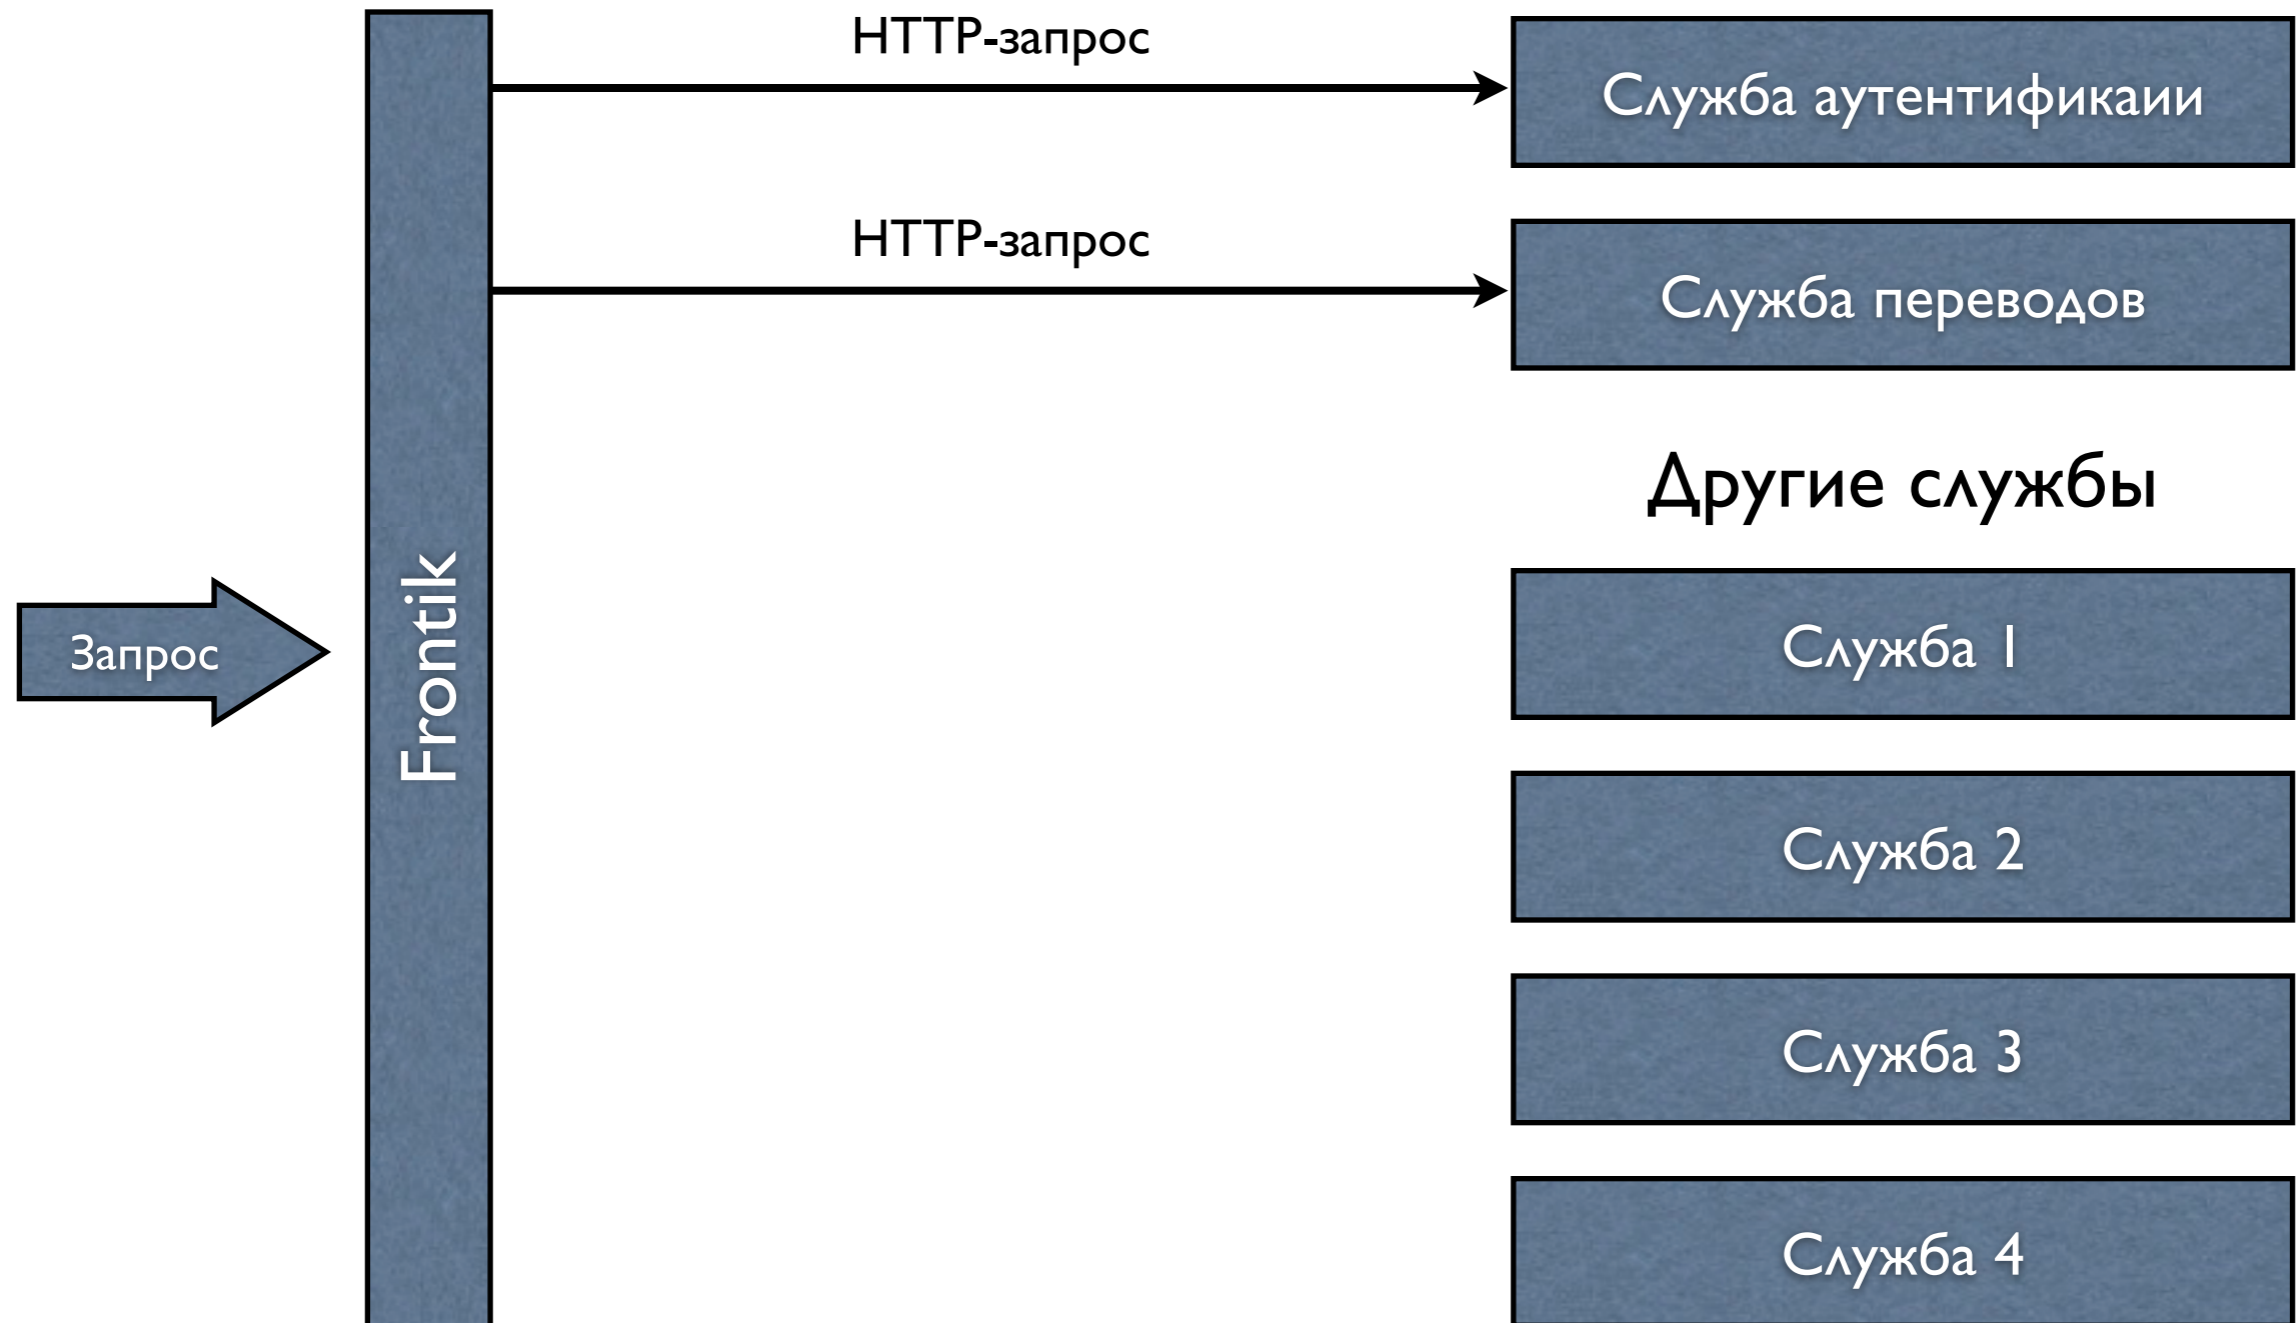 HTTP-запрос
Служба аутентификаии
HTTP-запрос
Служба переводов
Другие службы
Запрос
Frontik
Служба 1
Служба 2
Служба 3
Служба 4